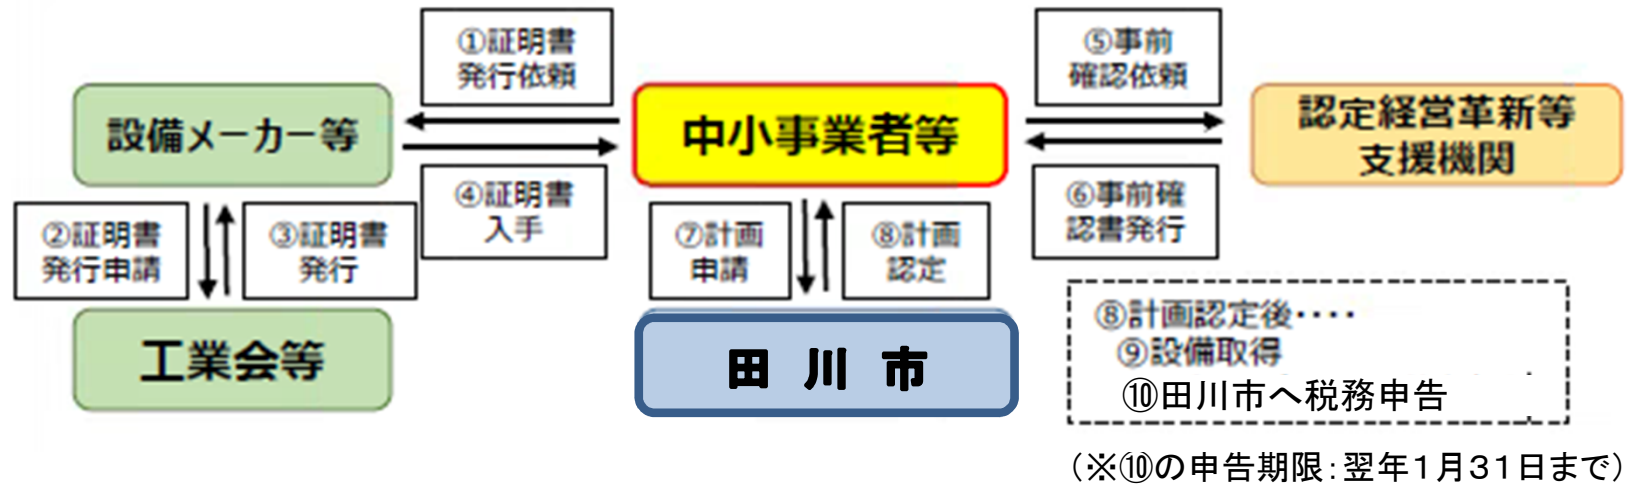 ①証明書
発行依頼
⑤事前
確認依頼
設備メーカー等
中小事業者等
認定経営革新等
支援機関
④証明書
入手
⑥事前確
認書発行
②証明書
発行申請
③証明書
発行
⑦計画
申請
⑧計画
認定
工業会等
田川市
⑧計画認定後・・・・
⑨設備取得
⑩田川市へ税務申告
（※⑩の申告期限：翌年１月３１日まで）